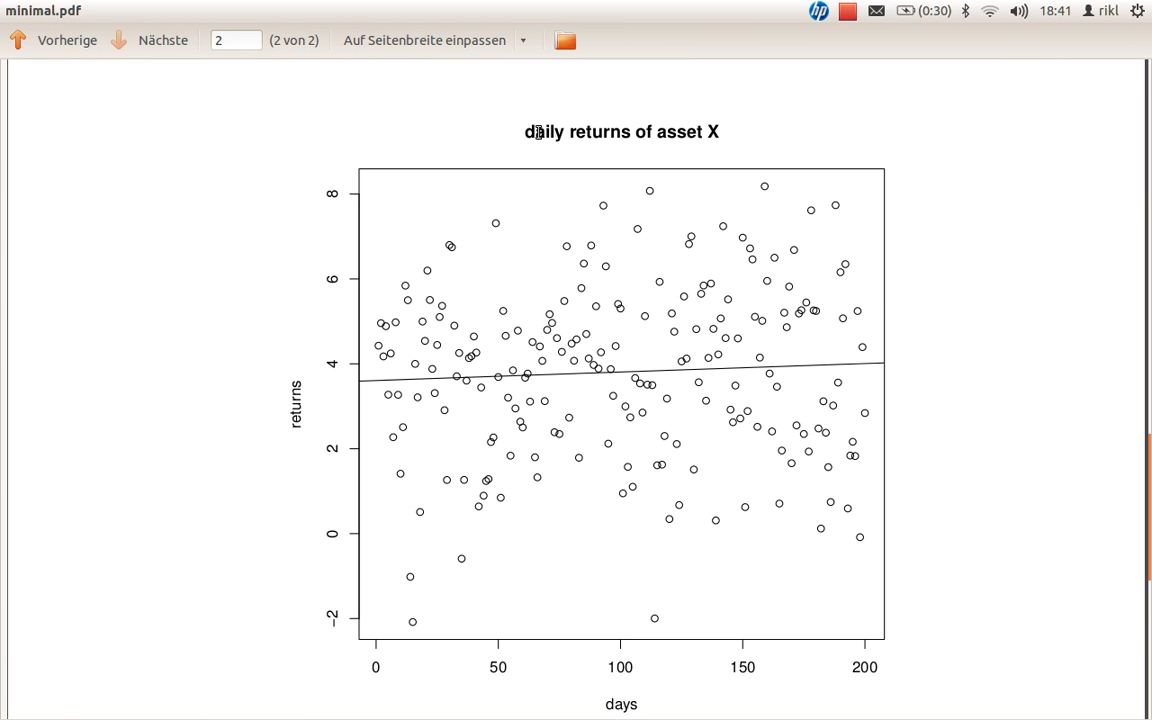 minimal.pdf
(0:30) 18:41 rikl
Vorherige Nächste 2 (2 von 2) Auf Seitenbreite einpassen
daily returns of asset X
returns
8
6
4
2
0
−2
0 50 100 150 200
days